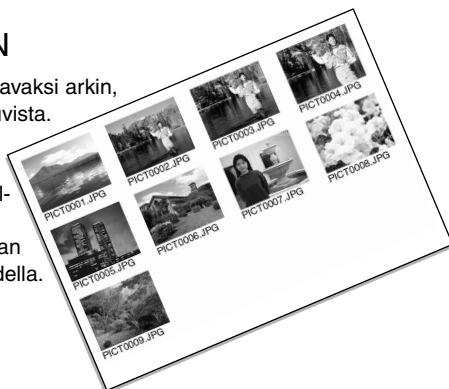 N
avaksi arkin,
vista.
l-
an
della.
PICT0001.JPG
PICT0002.JPG
PICT0003.JPG
PICT0004.JPG
PICT0005.JPG
PICT0006.JPG
PICT0007.JPG
PICT0008.JPG
PICT0009.JPG